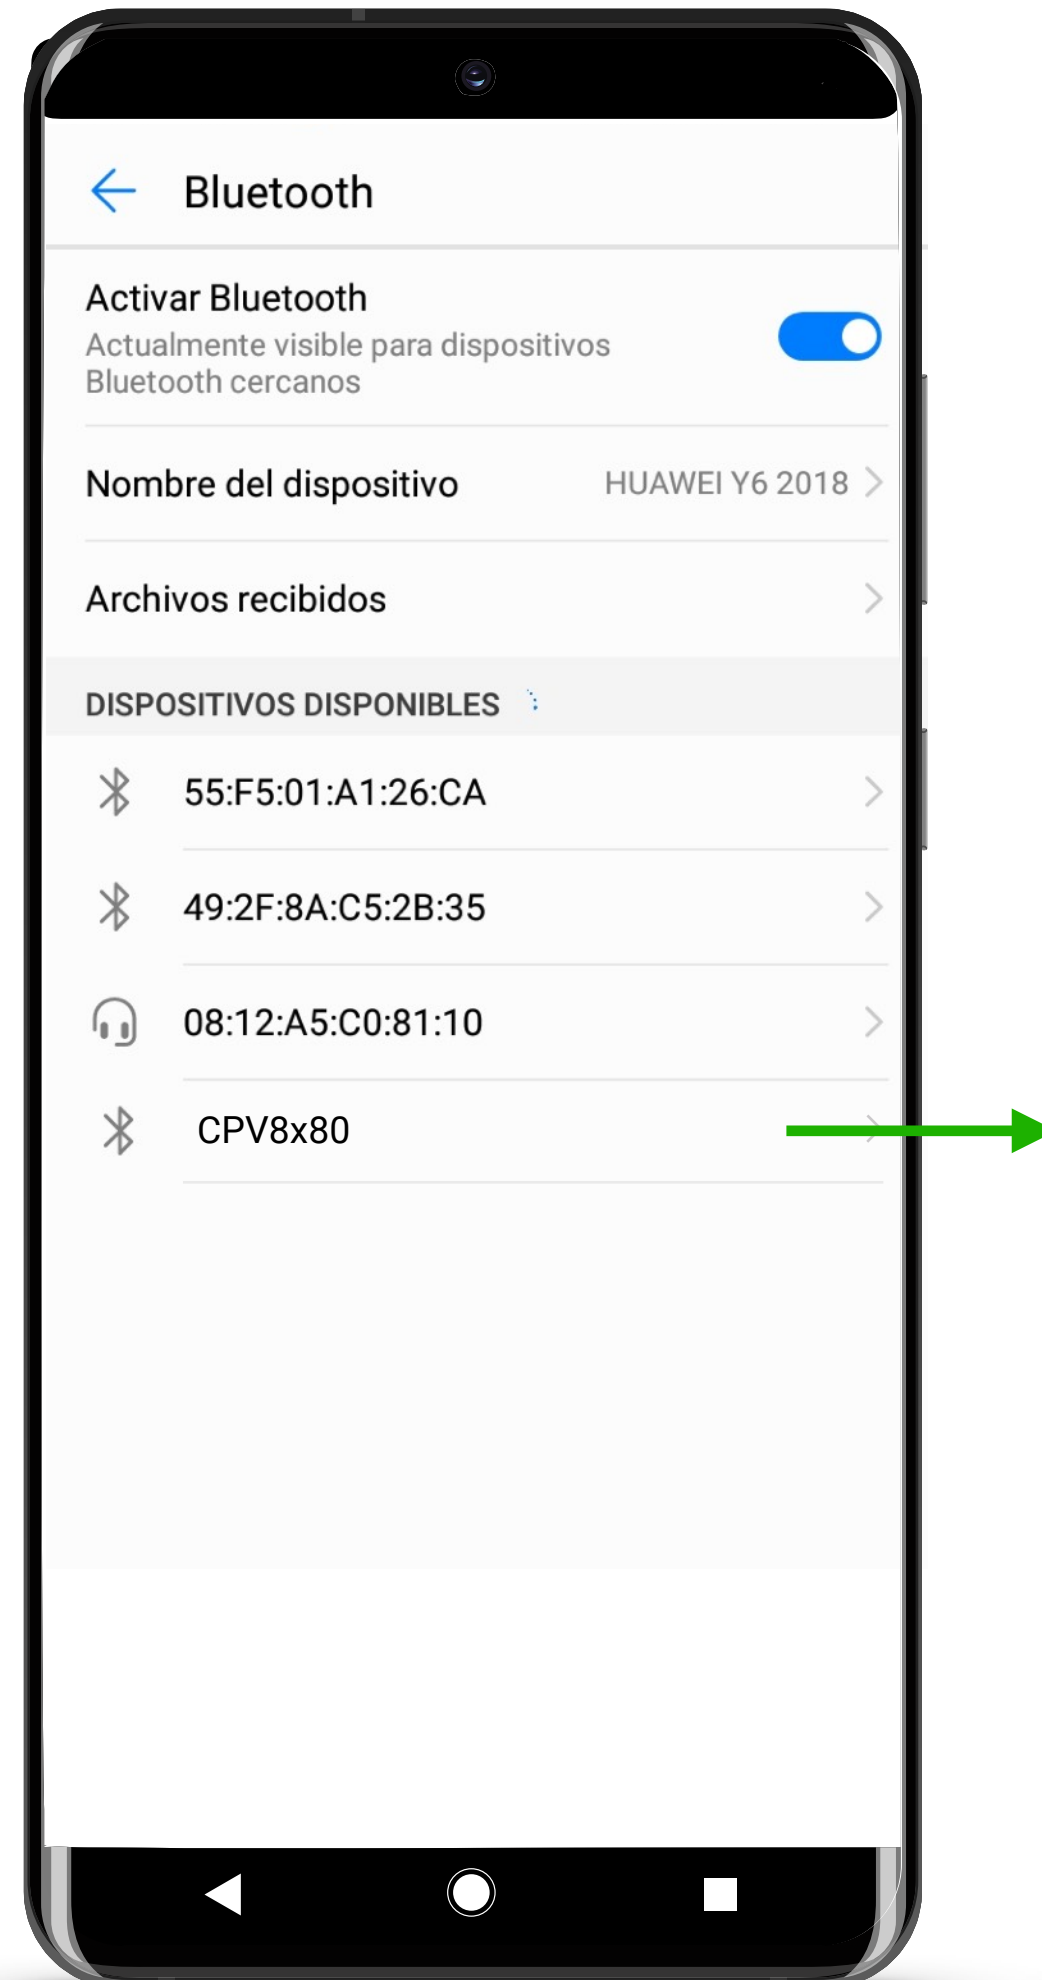 Bluetooth
Activar Bluetooth
Actualmente visible para dispositivos
Bluetooth cercanos
Nombre del dispositivo HUAWEI Y6 2018
Archivos recibidos
DISPOSITIVOS DISPONIBLES
55:F5:01:A1:26:CA
49:2F:8A:C5:2B:35
08:12:A5:C0:81:10
CPV8x80